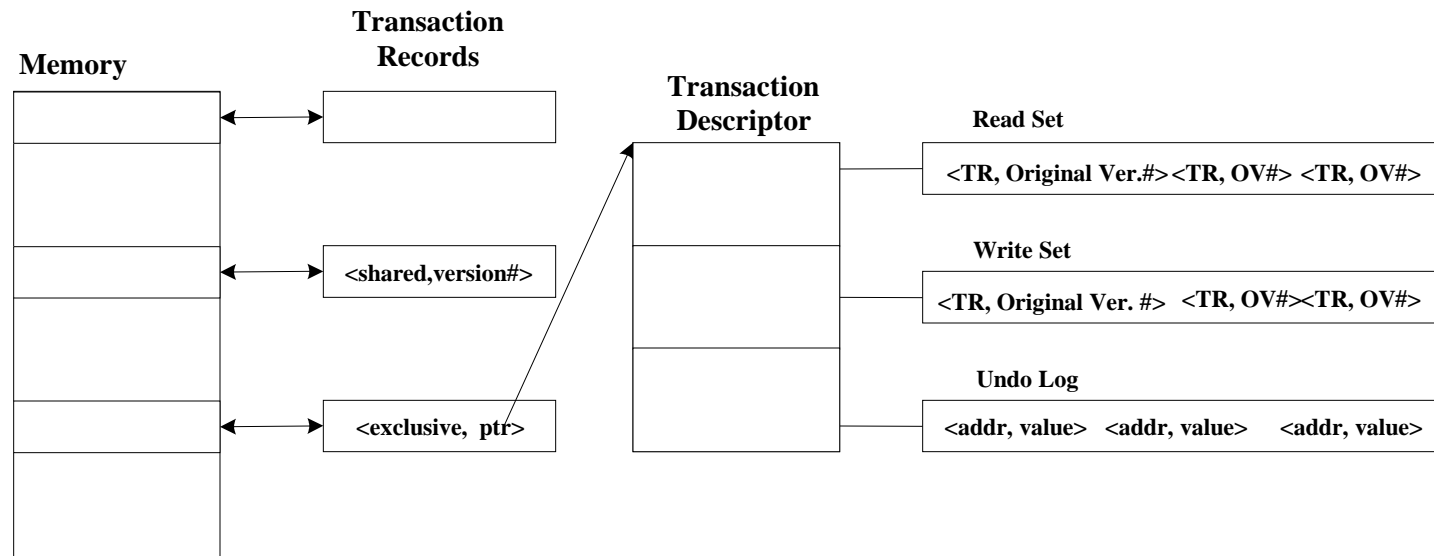 Transaction
Records
Memory
Transaction
Descriptor
Read Set
<TR, Original Ver.#> <TR, OV#> <TR, OV#>
<shared,version#>
Write Set
<TR, Original Ver. #> <TR, OV#> <TR, OV#>
Undo Log
<exclusive, ptr>
<addr, value> <addr, value> <addr, value>